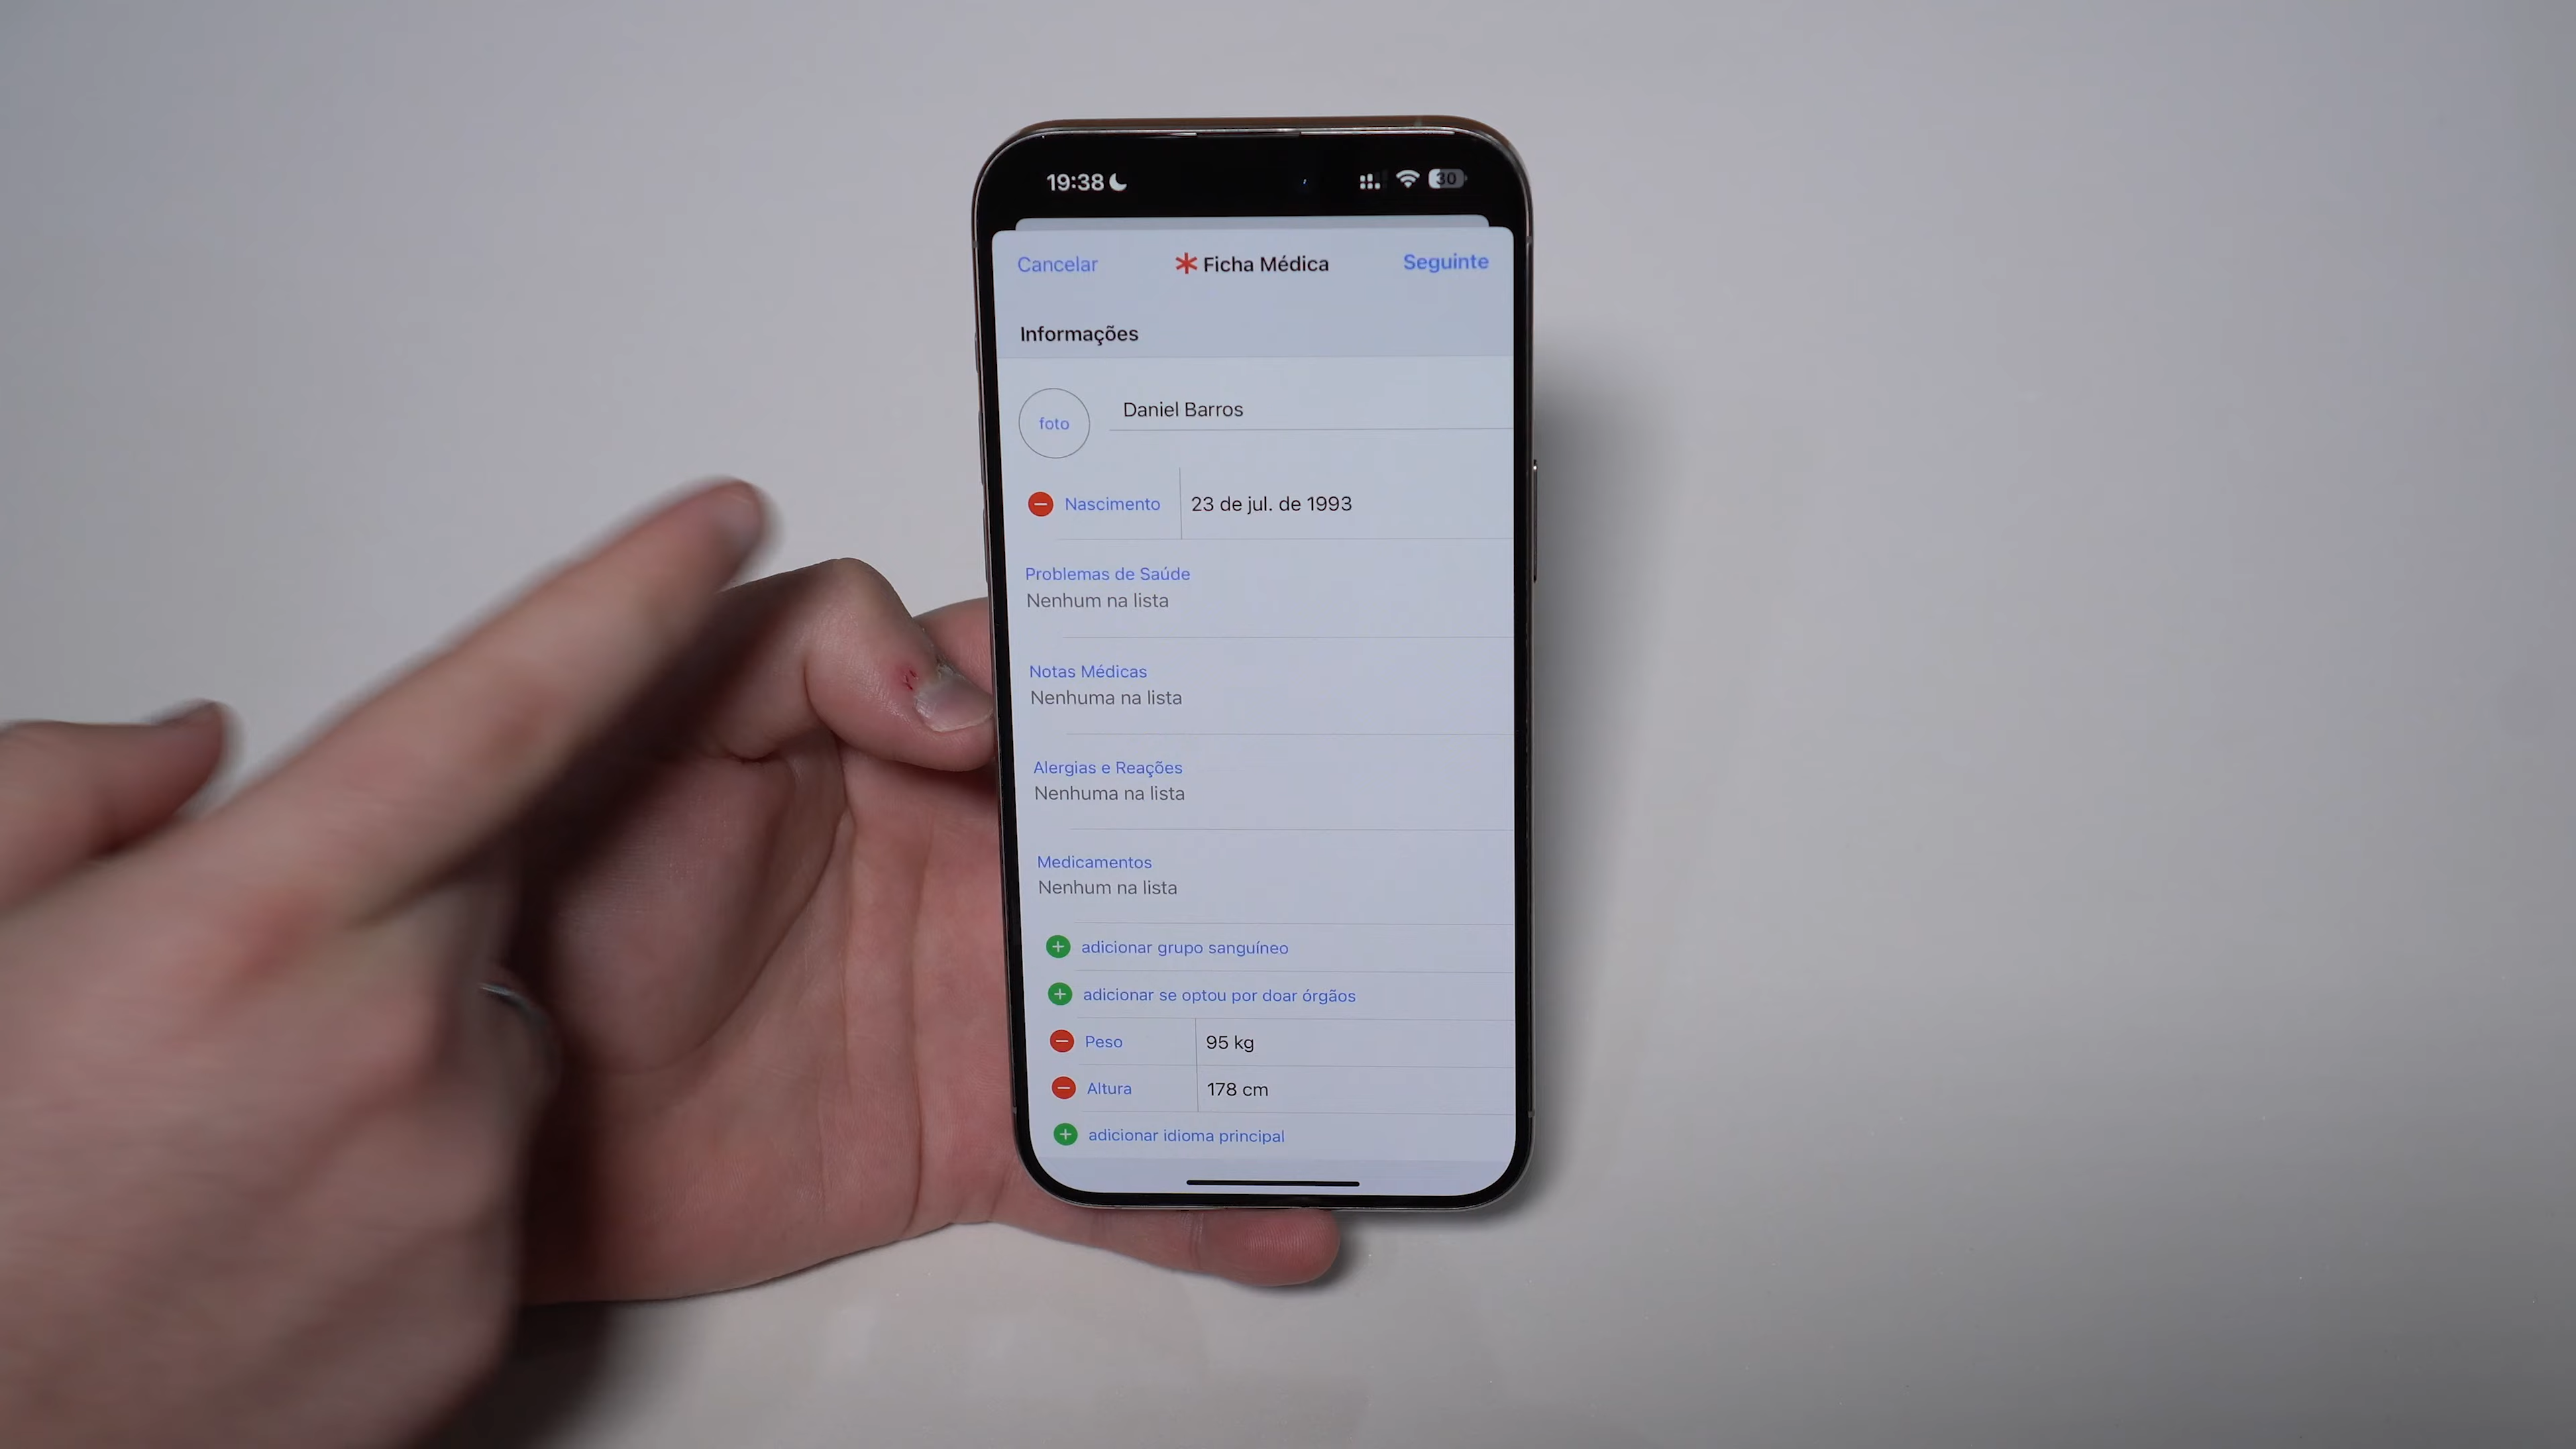 19:38
30
Cancelar
Ficha Médica
Seguinte
Informações
foto
Daniel Barros
Nascimento
23 de jul. de 1993
Problemas de Saúde
Nenhum na lista
Notas Médicas
Nenhuma na lista
Alergias e Reações
Nenhuma na lista
Medicamentos
Nenhum na lista
adicionar grupo sanguíneo
adicionar se optou por doar órgãos
Peso
95 kg
Altura
178 cm
adicionar idioma principal